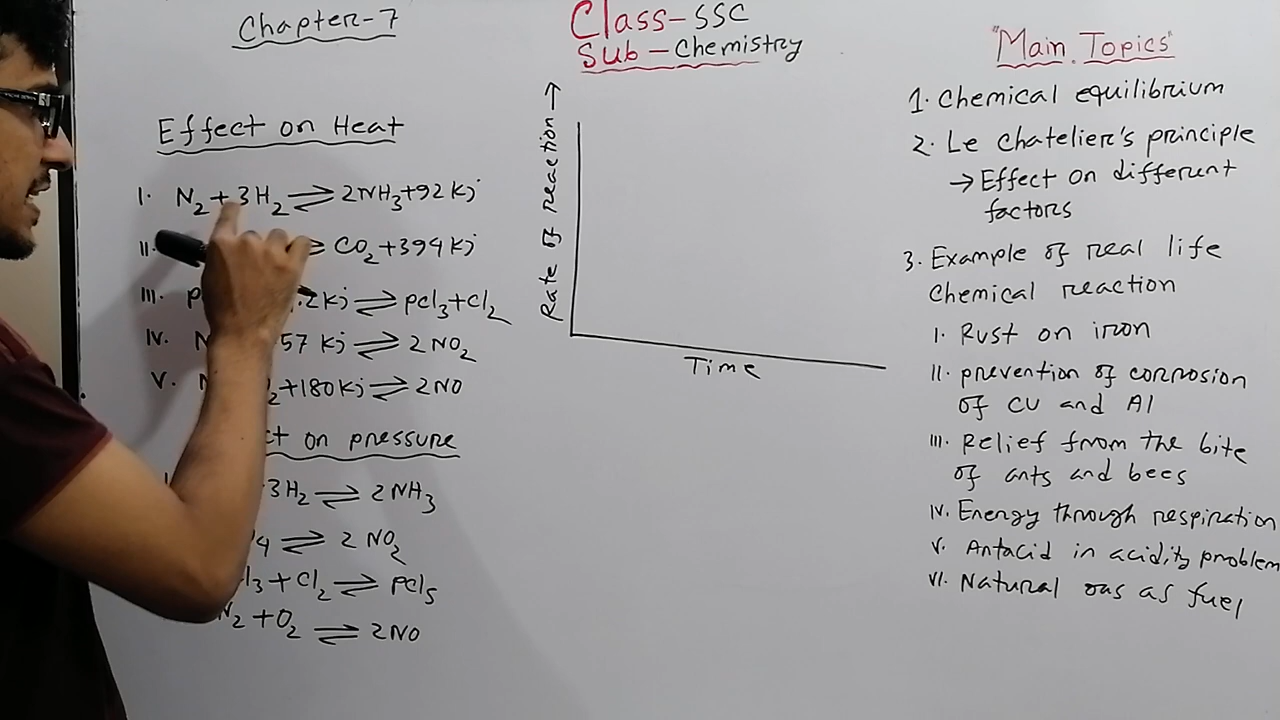 Chapter-7
Class-SSC
Sub-Chemistry
Effect on Heat
I. N₂+3H₂⇌2NH₃+92Kj
II. CO₂+394Kj
III. 2Kj⇌pcl₃+Cl₂
IV. 57 Kj⇌2NO₂
V. +180Kj⇌2NO
on pressure
3H₂⇌2NH₃
⇌2NO₂
+Cl₂⇌pcl₅
N₂+O₂⇌2NO
Rate of reaction→
Time
"Main Topics"
1. Chemical equilibrium
2. Le chatelier's principle
→Effect on different
factors
3. Example of real life
chemical reaction
I. Rust on iron
II. prevention of corrosion
of CU and Al
III. Relief from the bite
of ants and bees
IV. Energy through respiration
V. Antacid in acidity problem
VI. Natural gas as fuel